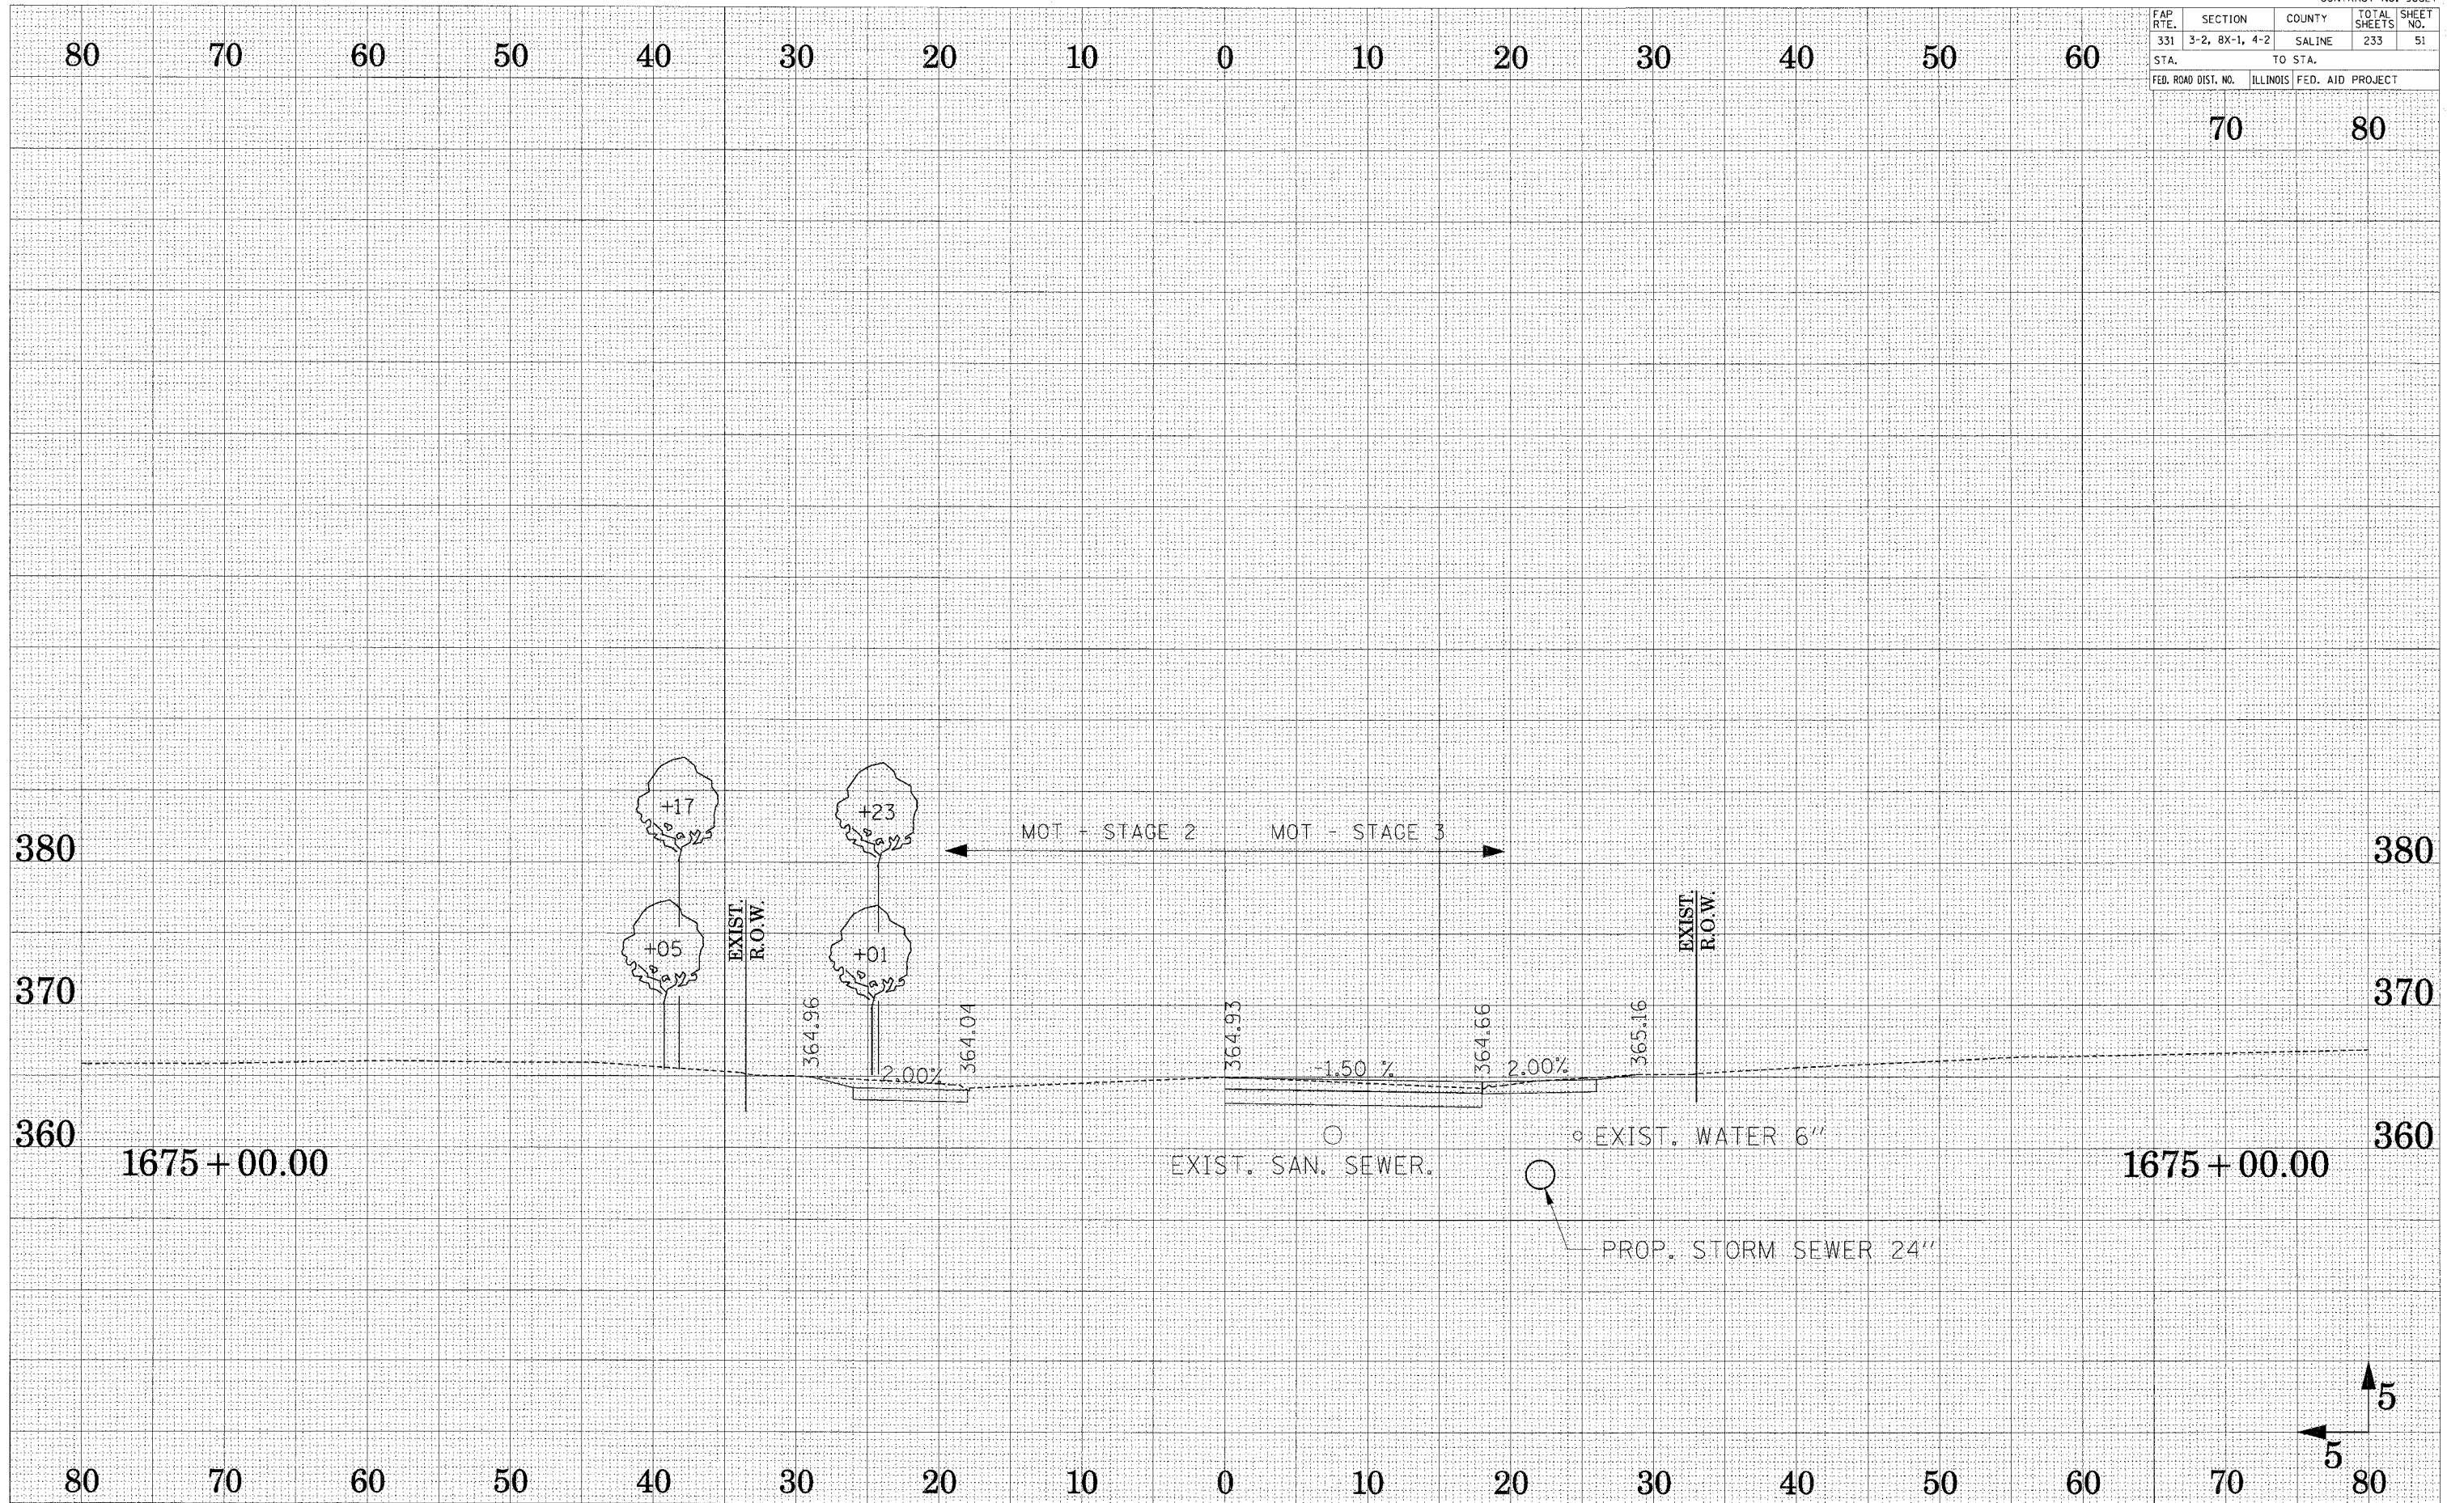 FAP RTE. SECTION COUNTY TOTAL SHEETS SHEET NO.
331 3-2, 8X-1, 4-2 SALINE 233 51
STA. TO STA.
FED. ROAD DIST. NO. ILLINOIS FED. AID PROJECT
80 70 60 50 40 30 20 10 0 10 20 30 40 50 60
70 80
+17
+23
MOT - STAGE 2 MOT - STAGE 3
380 380
EXIST.
R.O.W.
EXIST.
R.O.W.
+05
+01
370 370
364.96
364.04
364.93
364.66
365.16
2.00%
-1.50 %
2.00%
360 360
EXIST. WATER 6"
1675+00.00
EXIST. SAN. SEWER.
1675+00.00
PROP. STORM SEWER 24"
5
5
80 70 60 50 40 30 20 10 0 10 20 30 40 50 60 70 80